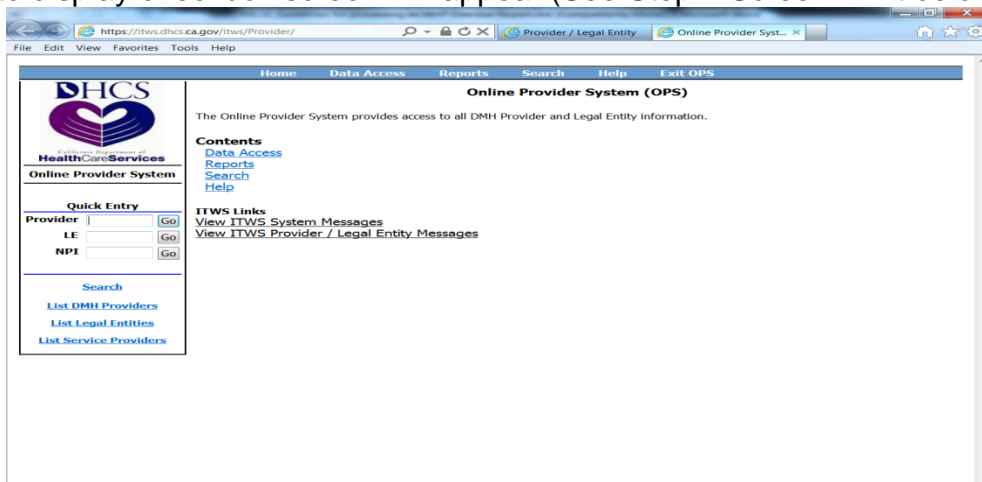 https://itws.dhcs.ca.gov/itws/Provider/
Provider / Legal Entity
Online Provider Syst...
File Edit View Favorites Tools Help
Home Data Access Reports Search Help Exit OPS
DHCS
California Department of
HealthCareServices
Online Provider System
Quick Entry
Provider Go
LE Go
NPI Go
Search
List DMH Providers
List Legal Entities
List Service Providers
Online Provider System (OPS)
The Online Provider System provides access to all DMH Provider and Legal Entity information.
Contents
Data Access
Reports
Search
Help
ITWS Links
View ITWS System Messages
View ITWS Provider / Legal Entity Messages